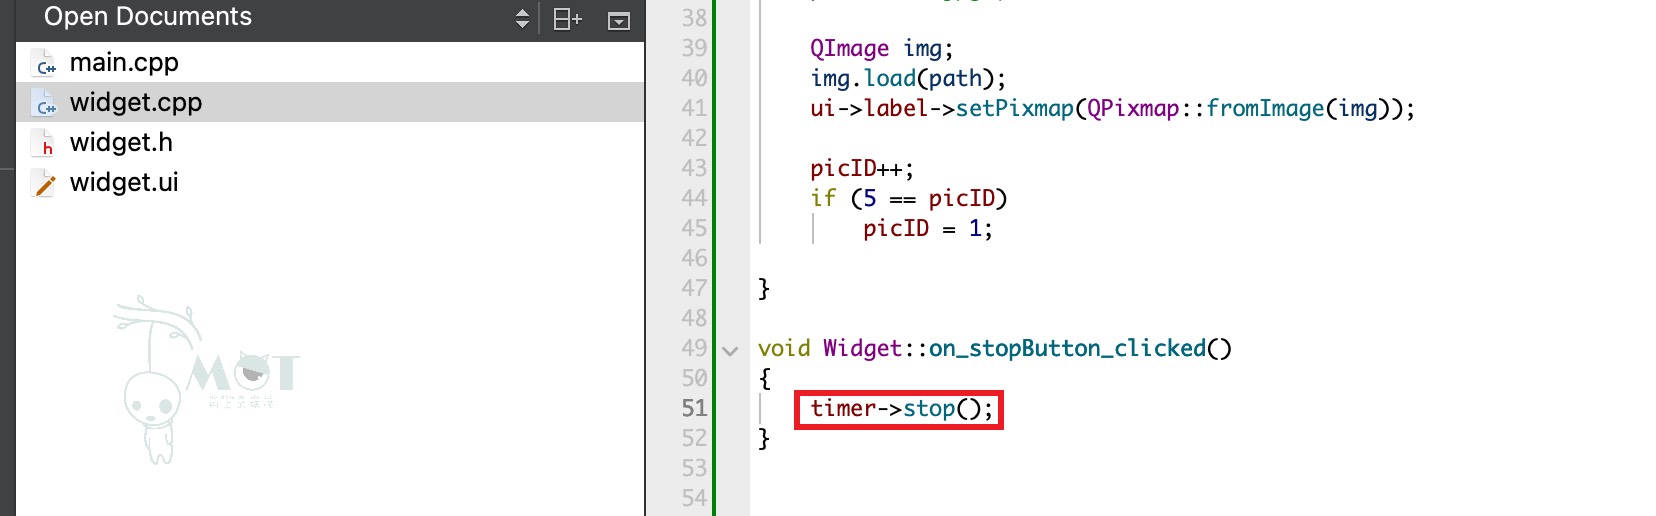 Open Documents
main.cpp
widget.cpp
widget.h
widget.ui
MOT
38
39 QImage img;
40 img.load(path);
41 ui->label->setPixmap(QPixmap::fromImage(img));
42
43 picID++;
44 if (5 == picID)
45 picID = 1;
46
47 }
48
49 void Widget::on_stopButton_clicked()
50 {
51 timer->stop();
52 }
53
54